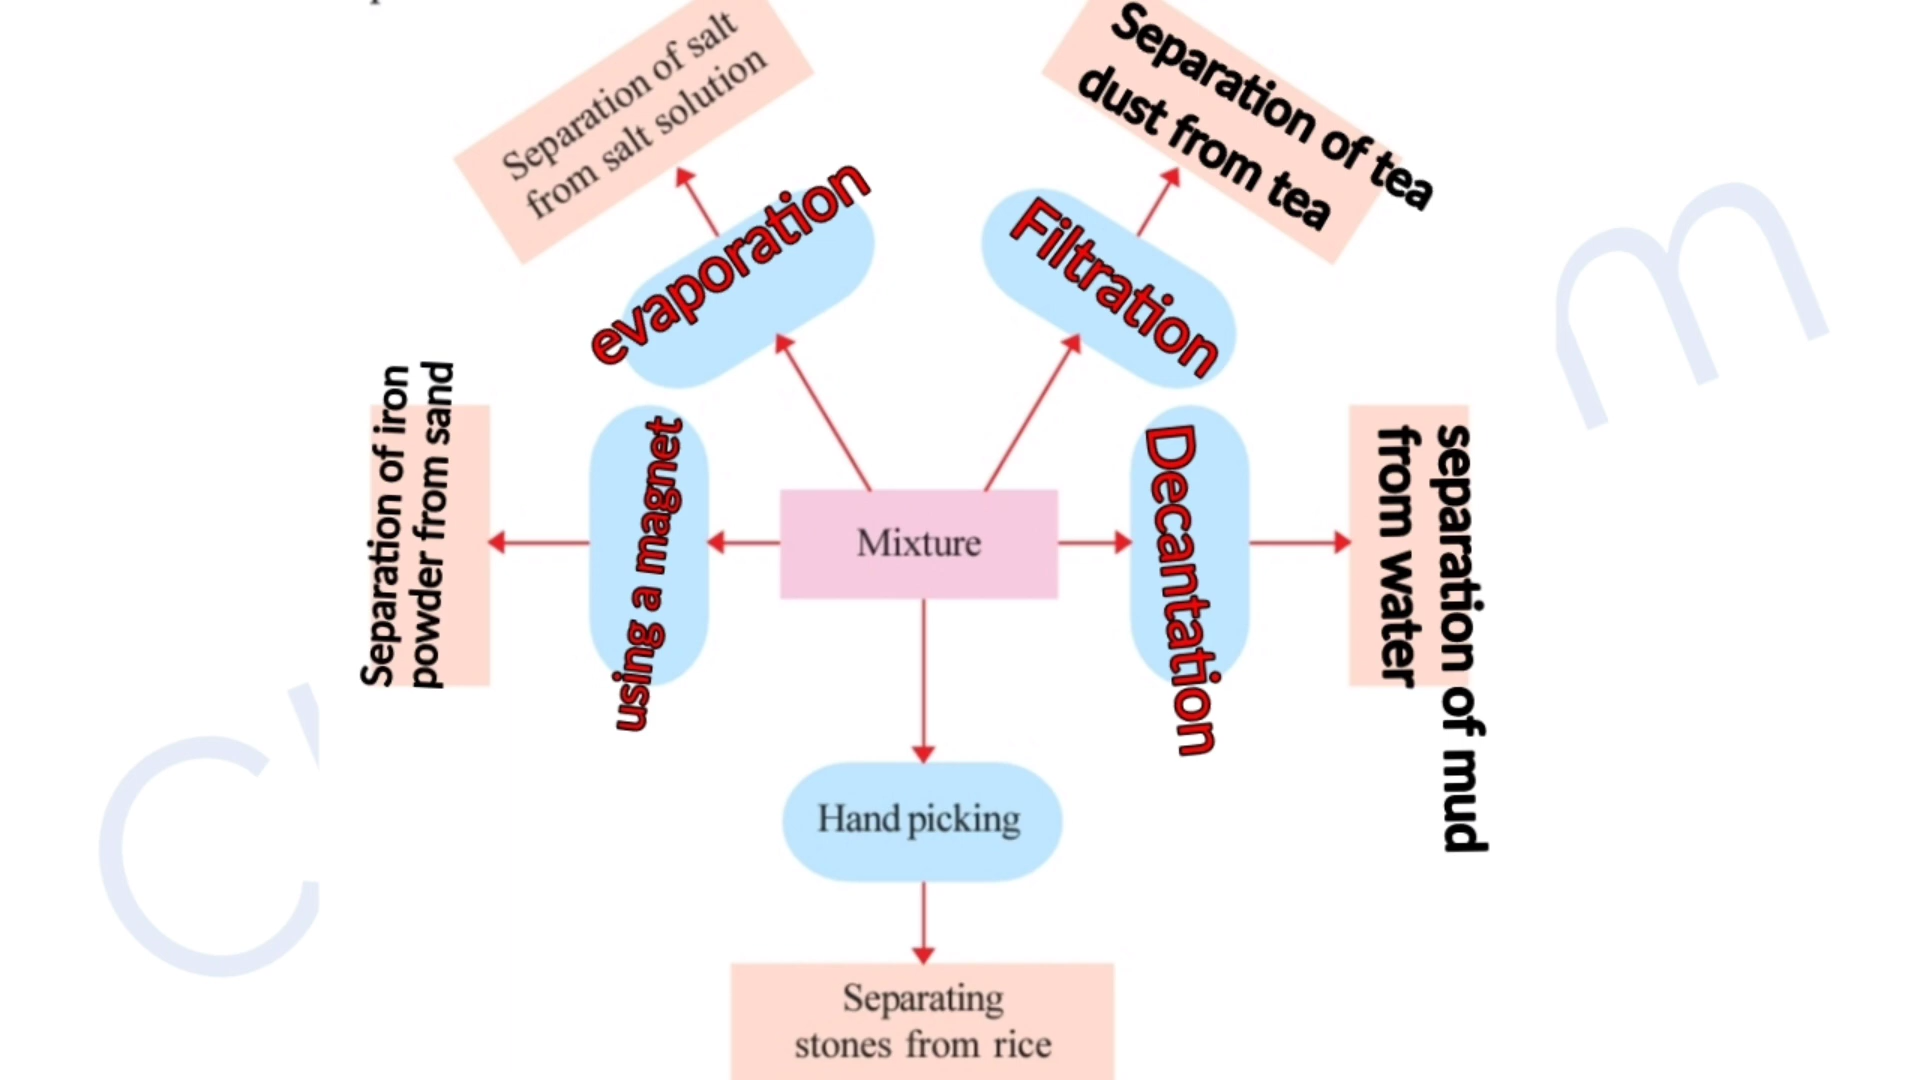 Separation of salt
from salt solution
Separation of tea
dust from tea
evaporation
Filtration
Separation of iron
powder from sand
using a magnet
Mixture
Decantation
separation of mud
from water
Hand picking
Separating
stones from rice